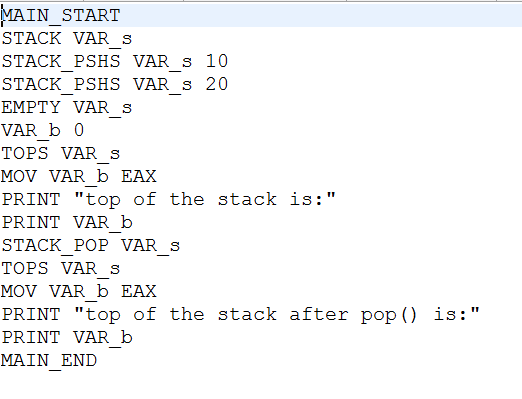 MAIN_START
STACK VAR_s
STACK_PSHS VAR_s 10
STACK_PSHS VAR_s 20
EMPTY VAR_s
VAR_b 0
TOPS VAR_s
MOV VAR_b EAX
PRINT "top of the stack is:"
PRINT VAR_b
STACK_POP VAR_s
TOPS VAR_s
MOV VAR_b EAX
PRINT "top of the stack after pop() is:"
PRINT VAR_b
MAIN_END